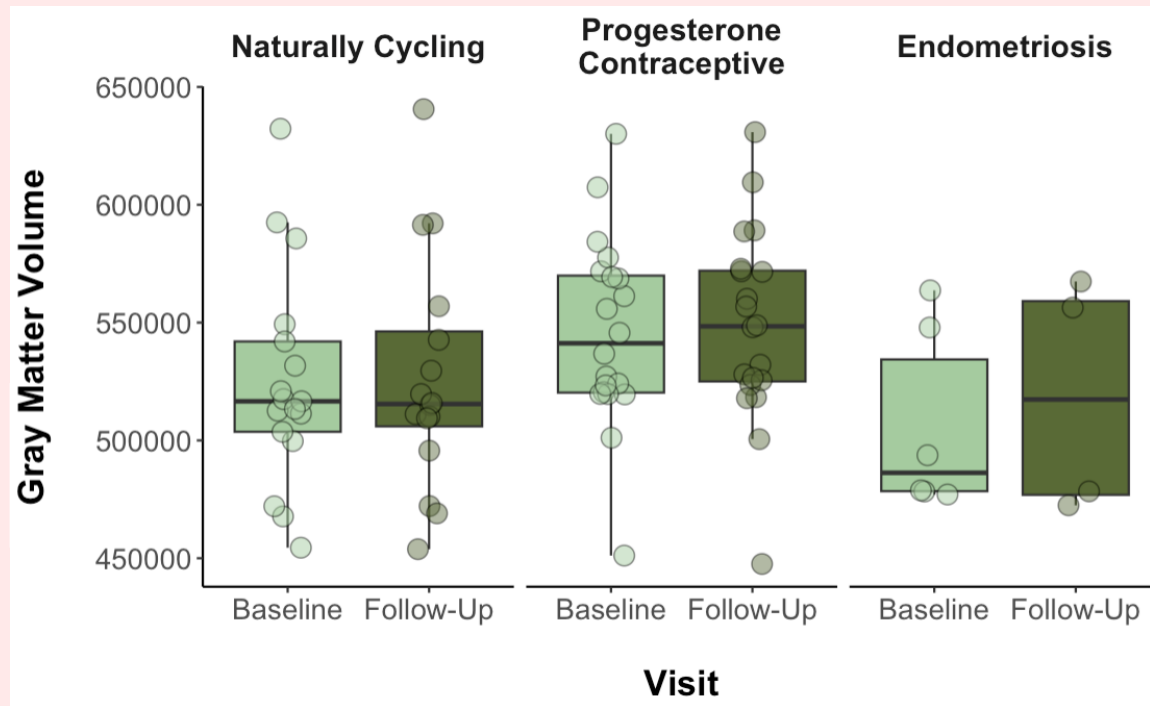 Naturally Cycling
Progesterone
Contraceptive
Endometriosis
Gray Matter Volume
650000
600000
550000
500000
450000
Baseline Follow-Up
Baseline Follow-Up
Baseline Follow-Up
Visit